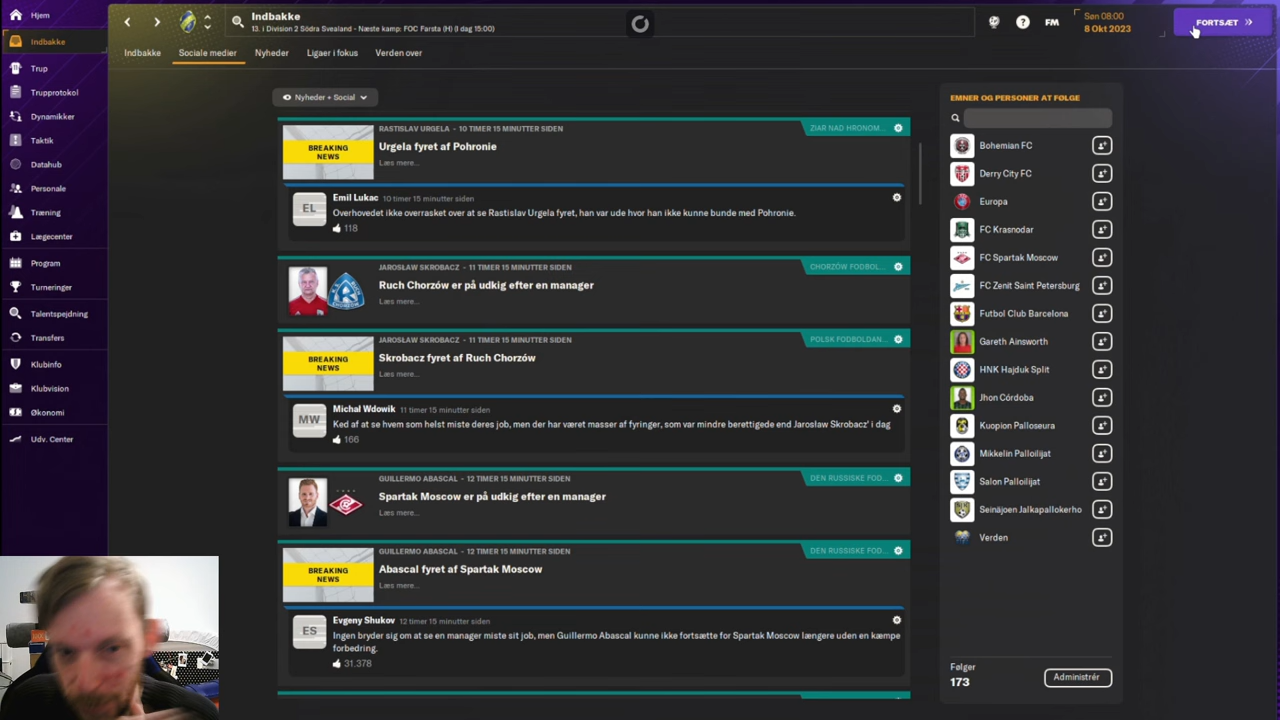 Hjem
Indbakke
Trup
Trupprotokol
Dynamikker
Taktik
Datahub
Personale
Træning
Lægecenter
Program
Turneringer
Talentspejdning
Transfers
Klubinfo
Klubvision
Økonomi
Udv. Center
Indbakke
13. i Division 2 Södra Svealand - Næste kamp: FOC Farsta (H) (I dag 15:00)
FM
Søn 08:00
8 Okt 2023
FORTSÆT
Indbakke
Sociale medier
Nyheder
Ligaer i fokus
Verden over
Nyheder + Social
BREAKING NEWS
RASTISLAV URGELA - 10 TIMER 15 MINUTTER SIDEN
ZIAR NAD HRONOM...
Urgela fyret af Pohronie
Læs mere...
EL
Emil Lukac 10 timer 15 minutter siden
Overhovedet ikke overrasket over at se Rastislav Urgela fyret, han var ude hvor han ikke kunne bunde med Pohronie.
118
JAROSŁAW SKROBACZ - 11 TIMER 15 MINUTTER SIDEN
CHORZÓW FODBOL...
Ruch Chorzów er på udkig efter en manager
Læs mere...
BREAKING NEWS
JAROSŁAW SKROBACZ - 11 TIMER 15 MINUTTER SIDEN
POLSK FODBOLDAN...
Skrobacz fyret af Ruch Chorzów
Læs mere...
MW
Michał Wdowik 11 timer 15 minutter siden
Ked af at se hvem som helst miste deres job, men der har været masser af fyringer, som var mindre berettigede end Jarosław Skrobacz' i dag
166
GUILLERMO ABASCAL - 12 TIMER 15 MINUTTER SIDEN
DEN RUSSISKE FOD...
Spartak Moscow er på udkig efter en manager
Læs mere...
BREAKING NEWS
GUILLERMO ABASCAL - 12 TIMER 15 MINUTTER SIDEN
DEN RUSSISKE FOD...
Abascal fyret af Spartak Moscow
Læs mere...
ES
Evgeny Shukov 12 timer 15 minutter siden
Ingen bryder sig om at se en manager miste sit job, men Guillermo Abascal kunne ikke fortsætte for Spartak Moscow længere uden en kæmpe
forbedring.
31.378
EMNER OG PERSONER AT FØLGE
Bohemian FC
Derry City FC
Europa
FC Krasnodar
FC Spartak Moscow
FC Zenit Saint Petersburg
Futbol Club Barcelona
Gareth Ainsworth
HNK Hajduk Split
Jhon Córdoba
Kuopion Palloseura
Mikkelin Palloilijat
Salon Palloilijat
Seinäjoen Jalkapallokerho
Verden
Følger
173
Administrér